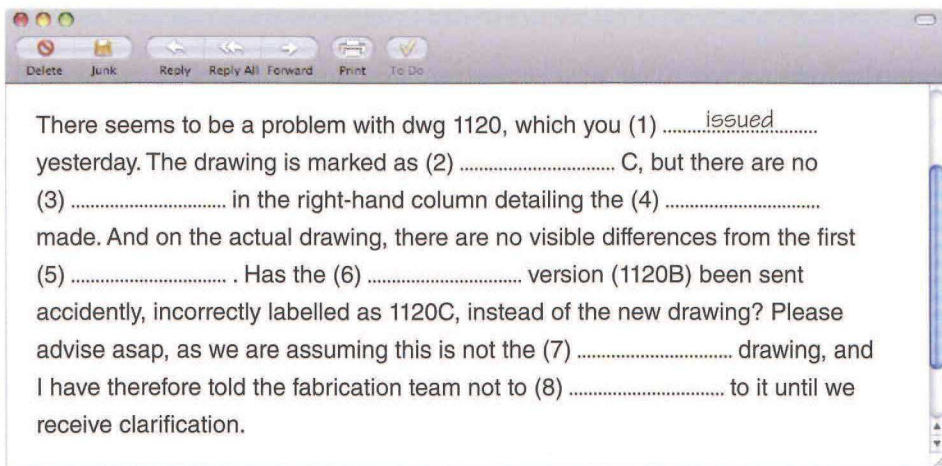 Delete Junk Reply Reply All Forward Print To Do
There seems to be a problem with dwg 1120, which you (1) ..........issued..........
yesterday. The drawing is marked as (2) .............................. C, but there are no
(3) .............................. in the right-hand column detailing the (4) ..............................
made. And on the actual drawing, there are no visible differences from the first
(5) .............................. . Has the (6) .............................. version (1120B) been sent
accidently, incorrectly labelled as 1120C, instead of the new drawing? Please
advise asap, as we are assuming this is not the (7) .............................. drawing, and
I have therefore told the fabrication team not to (8) .............................. to it until we
receive clarification.